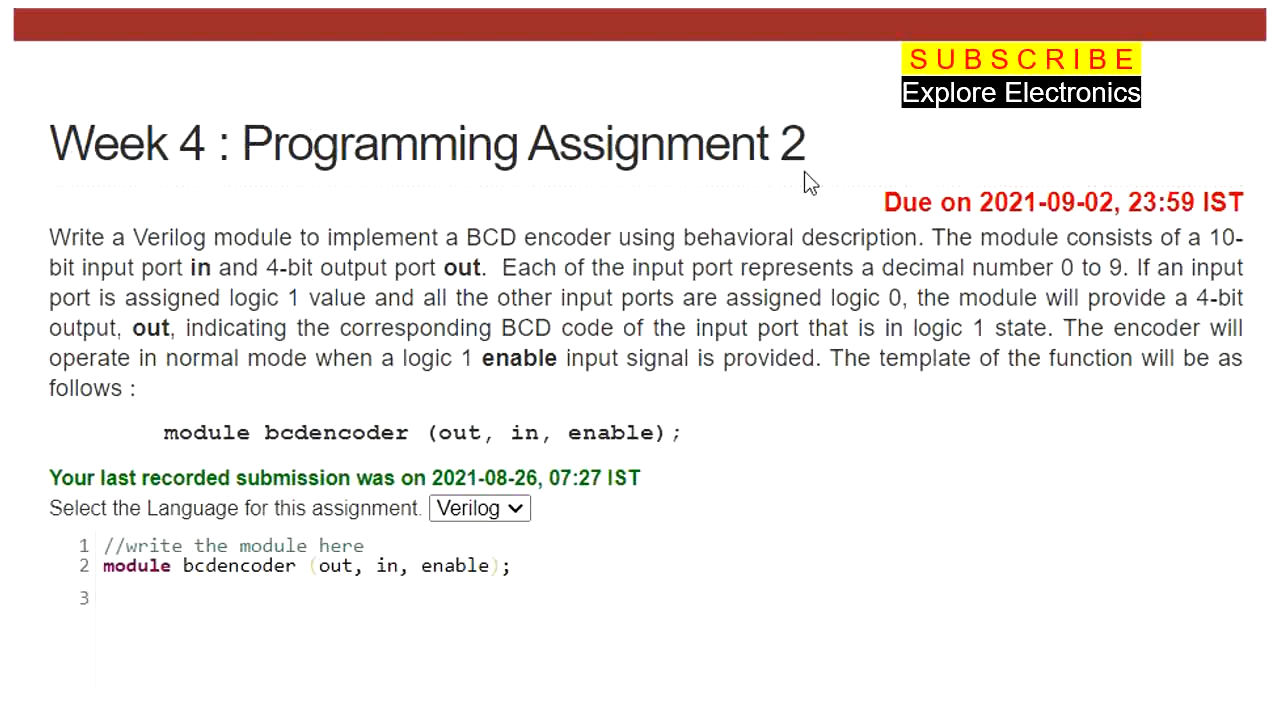 S U B S C R I B E
Explore Electronics
Week 4 : Programming Assignment 2
Due on 2021-09-02, 23:59 IST
Write a Verilog module to implement a BCD encoder using behavioral description. The module consists of a 10-
bit input port in and 4-bit output port out. Each of the input port represents a decimal number 0 to 9. If an input
port is assigned logic 1 value and all the other input ports are assigned logic 0, the module will provide a 4-bit
output, out, indicating the corresponding BCD code of the input port that is in logic 1 state. The encoder will
operate in normal mode when a logic 1 enable input signal is provided. The template of the function will be as
follows :
module bcdencoder (out, in, enable);
Your last recorded submission was on 2021-08-26, 07:27 IST
Select the Language for this assignment. Verilog
1 //write the module here
2 module bcdencoder (out, in, enable);
3